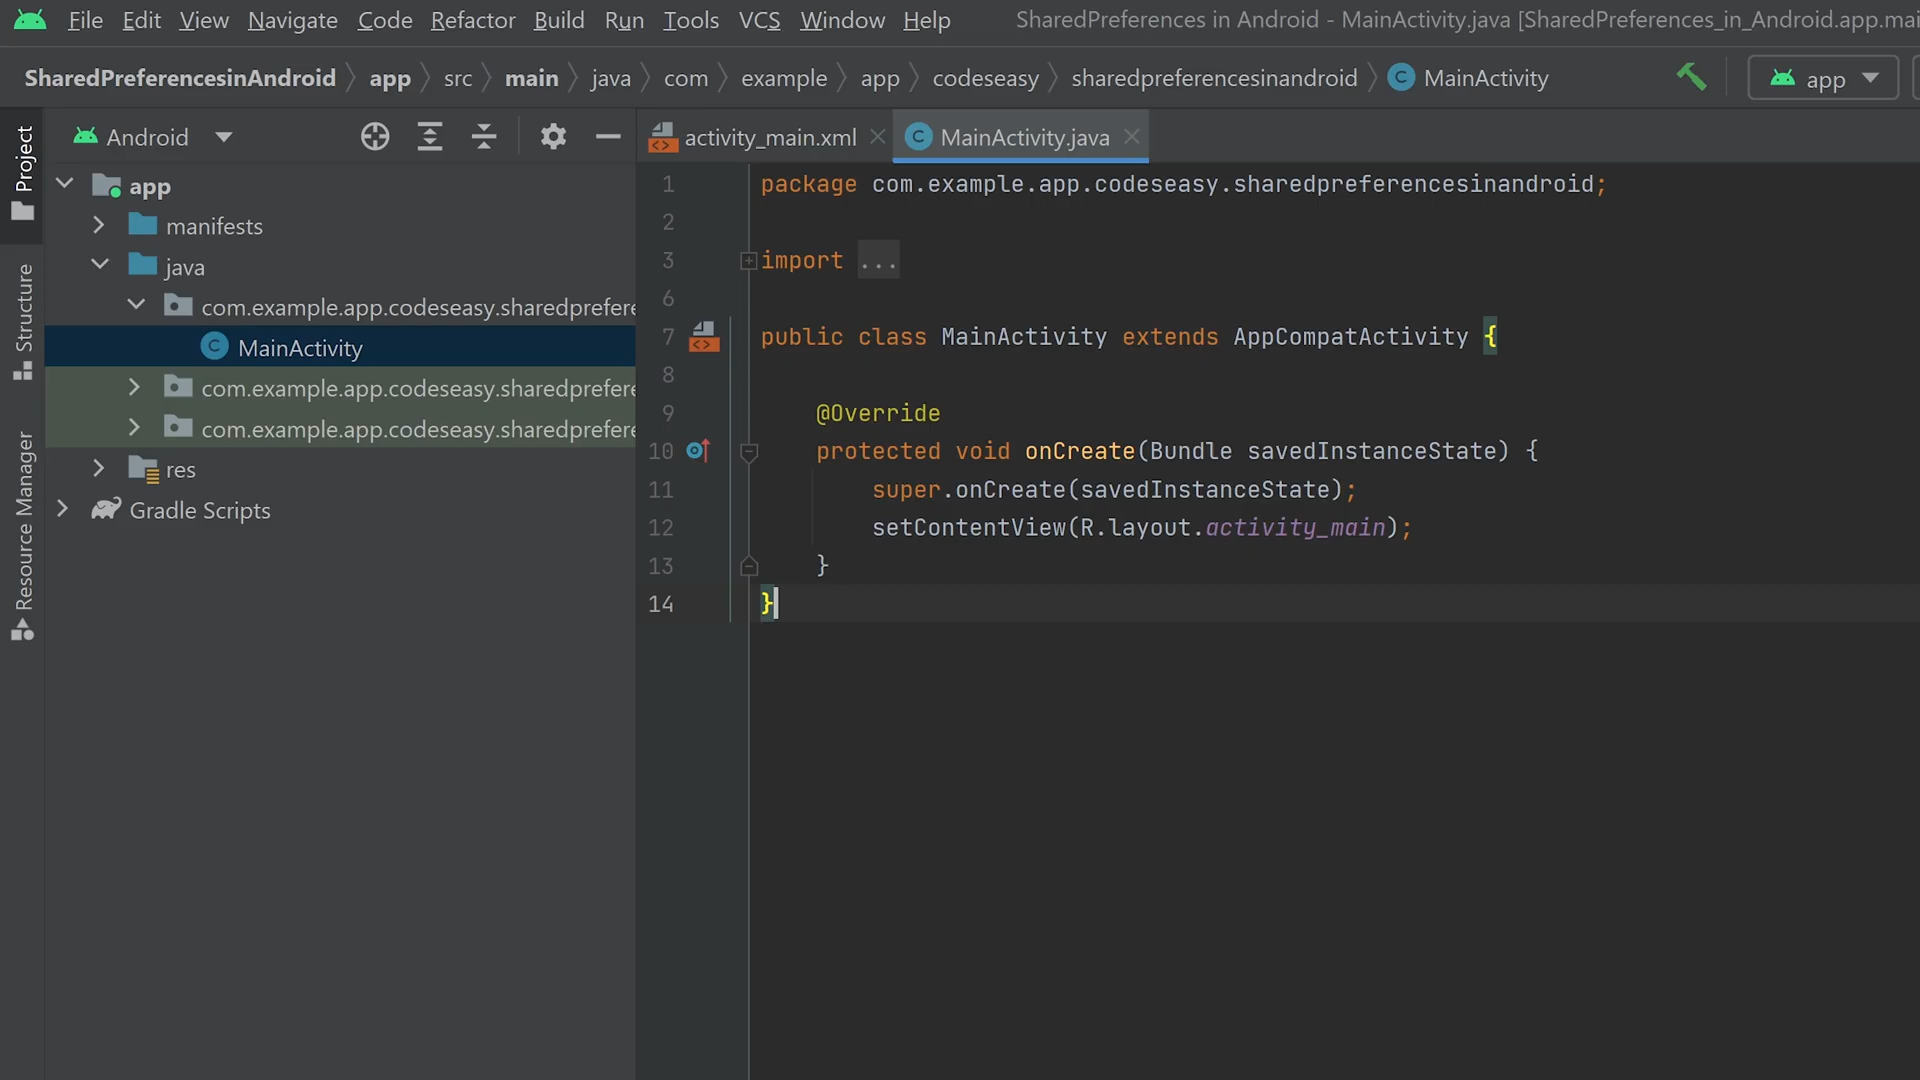 File Edit View Navigate Code Refactor Build Run Tools VCS Window Help SharedPreferences in Android - MainActivity.java [SharedPreferences_in_Android.app.mai
SharedPreferencesinAndroid app src main java com example app codeseasy sharedpreferencesinandroid MainActivity app
Project
Structure
Resource Manager
Android
app
manifests
java
com.example.app.codeseasy.sharedprefere
MainActivity
com.example.app.codeseasy.sharedprefere
com.example.app.codeseasy.sharedprefere
res
Gradle Scripts
activity_main.xml MainActivity.java
1 package com.example.app.codeseasy.sharedpreferencesinandroid;
2
3 import ...
6
7 public class MainActivity extends AppCompatActivity {
8
9 @Override
10 protected void onCreate(Bundle savedInstanceState) {
11 super.onCreate(savedInstanceState);
12 setContentView(R.layout.activity_main);
13 }
14 }